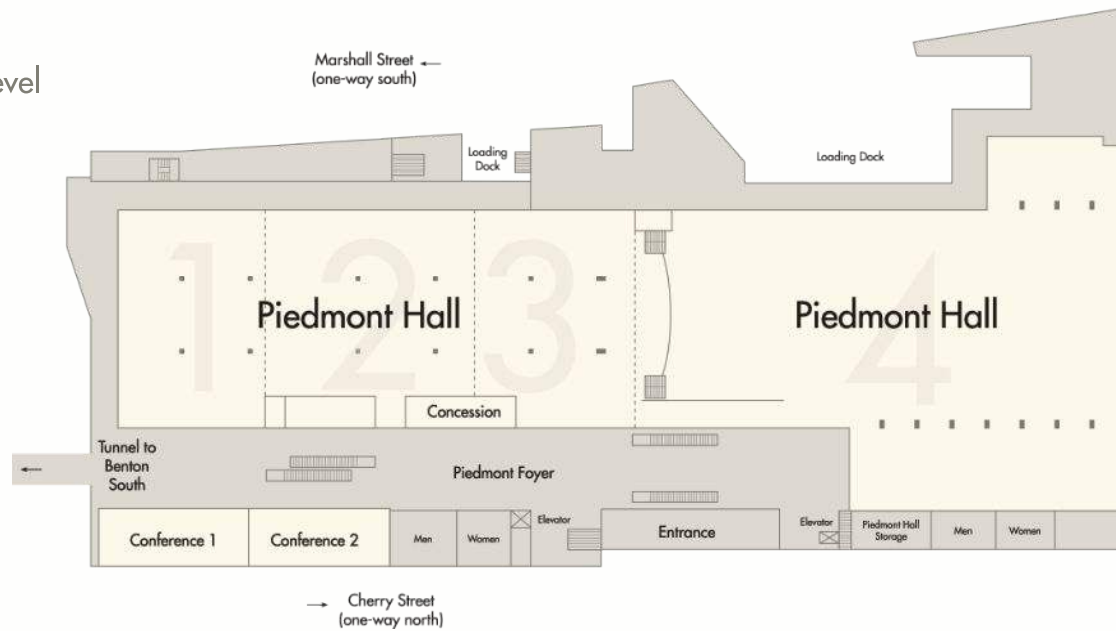 evel
Marshall Street
(one-way south)
Loading
Dock
Loading Dock
1
2
3
4
Piedmont Hall
Piedmont Hall
Concession
Tunnel to
Benton
South
Piedmont Foyer
Conference 1
Conference 2
Men
Women
Elevator
Entrance
Elevator
Piedmont Hall
Storage
Men
Women
Cherry Street
(one-way north)